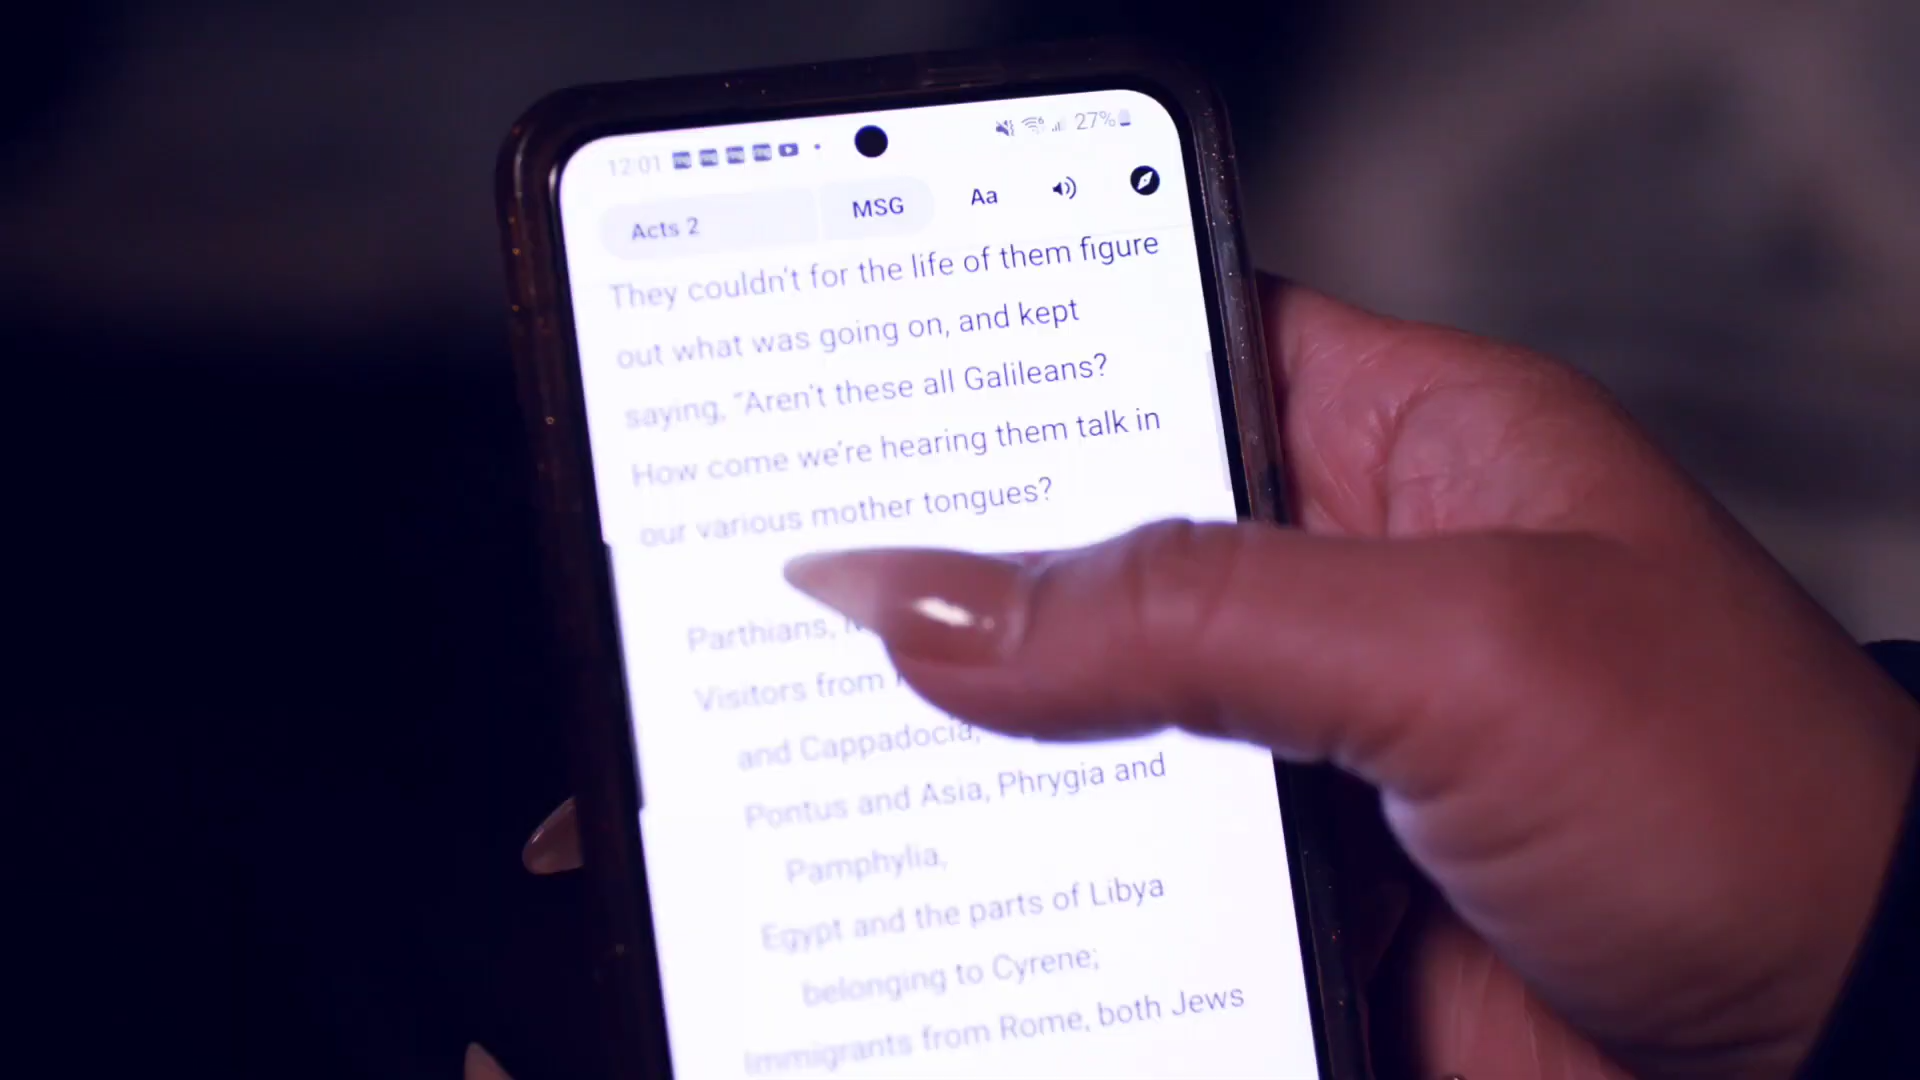 12:01 27%
Acts 2 MSG Aa
They couldn't for the life of them figure
out what was going on, and kept
saying, "Aren't these all Galileans?
How come we're hearing them talk in
our various mother tongues?
Parthians,
Visitors from
and Cappadocia,
Pontus and Asia, Phrygia and
Pamphylia,
Egypt and the parts of Libya
belonging to Cyrene;
Immigrants from Rome, both Jews